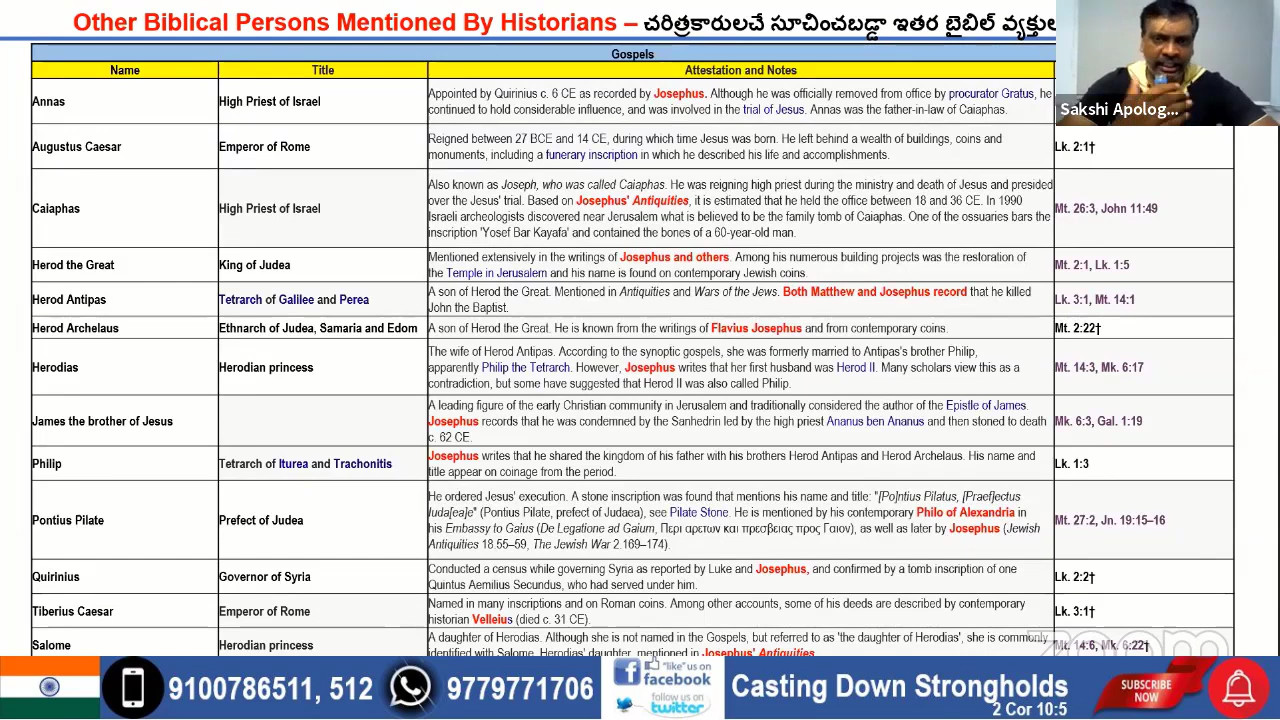 Other Biblical Persons Mentioned By Historians – చరిత్రకారులచే సూచించబడ్డా ఇతర బైబిల్ వ్యక్తుల
Sakshi Apolog...
Gospels
Name Title Attestation and Notes
Annas High Priest of Israel
Appointed by Quirinius c. 6 CE as recorded by Josephus. Although he was officially removed from office by procurator Gratus, he
continued to hold considerable influence, and was involved in the trial of Jesus. Annas was the father-in-law of Caiaphas.
Augustus Caesar Emperor of Rome
Reigned between 27 BCE and 14 CE, during which time Jesus was born. He left behind a wealth of buildings, coins and
monuments, including a funerary inscription in which he described his life and accomplishments.
Lk. 2:1†
Caiaphas High Priest of Israel
Also known as Joseph, who was called Caiaphas. He was reigning high priest during the ministry and death of Jesus and presided
over the Jesus' trial. Based on Josephus' Antiquities, it is estimated that he held the office between 18 and 36 CE. In 1990
Israeli archeologists discovered near Jerusalem what is believed to be the family tomb of Caiaphas. One of the ossuaries bars the
inscription 'Yosef Bar Kayafa' and contained the bones of a 60-year-old man.
Mt. 26:3, John 11:49
Herod the Great King of Judea
Mentioned extensively in the writings of Josephus and others. Among his numerous building projects was the restoration of
the Temple in Jerusalem and his name is found on contemporary Jewish coins.
Mt. 2:1, Lk. 1:5
Herod Antipas Tetrarch of Galilee and Perea
A son of Herod the Great. Mentioned in Antiquities and Wars of the Jews. Both Matthew and Josephus record that he killed
John the Baptist.
Lk. 3:1, Mt. 14:1
Herod Archelaus Ethnarch of Judea, Samaria and Edom A son of Herod the Great. He is known from the writings of Flavius Josephus and from contemporary coins. Mt. 2:22†
Herodias Herodian princess
The wife of Herod Antipas. According to the synoptic gospels, she was formerly married to Antipas's brother Philip,
apparently Philip the Tetrarch. However, Josephus writes that her first husband was Herod II. Many scholars view this as a
contradiction, but some have suggested that Herod II was also called Philip.
Mt. 14:3, Mk. 6:17
James the brother of Jesus
A leading figure of the early Christian community in Jerusalem and traditionally considered the author of the Epistle of James.
Josephus records that he was condemned by the Sanhedrin led by the high priest Ananus ben Ananus and then stoned to death
c. 62 CE.
Mk. 6:3, Gal. 1:19
Philip Tetrarch of Iturea and Trachonitis
Josephus writes that he shared the kingdom of his father with his brothers Herod Antipas and Herod Archelaus. His name and
title appear on coinage from the period.
Lk. 1:3
Pontius Pilate Prefect of Judea
He ordered Jesus' execution. A stone inscription was found that mentions his name and title: "[Po]ntius Pilatus, [Praef]ectus
Iuda[ea]e" (Pontius Pilate, prefect of Judaea), see Pilate Stone. He is mentioned by his contemporary Philo of Alexandria in
his Embassy to Gaius (De Legatione ad Gaium, Περι αρετων και πρεσβειας προς Γαιον), as well as later by Josephus (Jewish
Antiquities 18.55–59, The Jewish War 2.169–174).
Mt. 27:2, Jn. 19:15–16
Quirinius Governor of Syria
Conducted a census while governing Syria as reported by Luke and Josephus, and confirmed by a tomb inscription of one
Quintus Aemilius Secundus, who had served under him.
Lk. 2:2†
Tiberius Caesar Emperor of Rome
Named in many inscriptions and on Roman coins. Among other accounts, some of his deeds are described by contemporary
historian Velleius (died c. 31 CE).
Lk. 3:1†
Salome Herodian princess
A daughter of Herodias. Although she is not named in the Gospels, but referred to as 'the daughter of Herodias', she is commonly
identified with Salome, Herodias' daughter, mentioned in Josephus' Antiquities
Mt. 14:6, Mk. 6:22†
zoom
9100786511, 512
9779771706
"like" us on
facebook
follow us on
twitter
Casting Down Strongholds
2 Cor 10:5
SUBSCRIBE
NOW